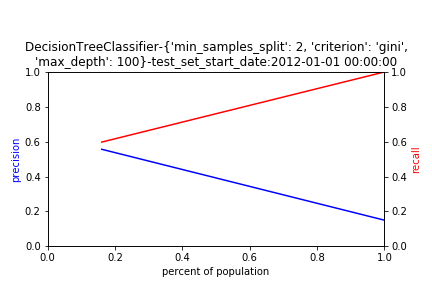 DecisionTreeClassifier-{'min_samples_split': 2, 'criterion': 'gini',
'max_depth': 100}-test_set_start_date:2012-01-01 00:00:00
1.0
0.8
0.6
0.4
0.2
0.0
precision
1.0
0.8
0.6
0.4
0.2
0.0
recall
0.0 0.2 0.4 0.6 0.8 1.0
percent of population